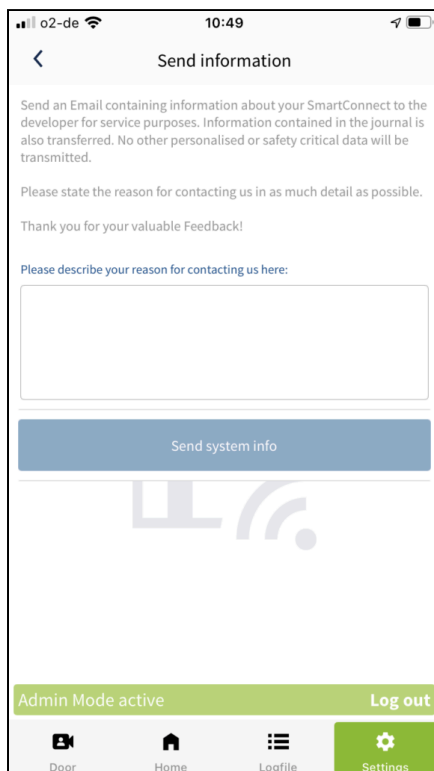 o2-de 10:49
Send information
Send an Email containing information about your SmartConnect to the
developer for service purposes. Information contained in the journal is
also transferred. No other personalised or safety critical data will be
transmitted.
Please state the reason for contacting us in as much detail as possible.
Thank you for your valuable Feedback!
Please describe your reason for contacting us here:
Send system info
Admin Mode active Log out
Door Home Logfile Settings